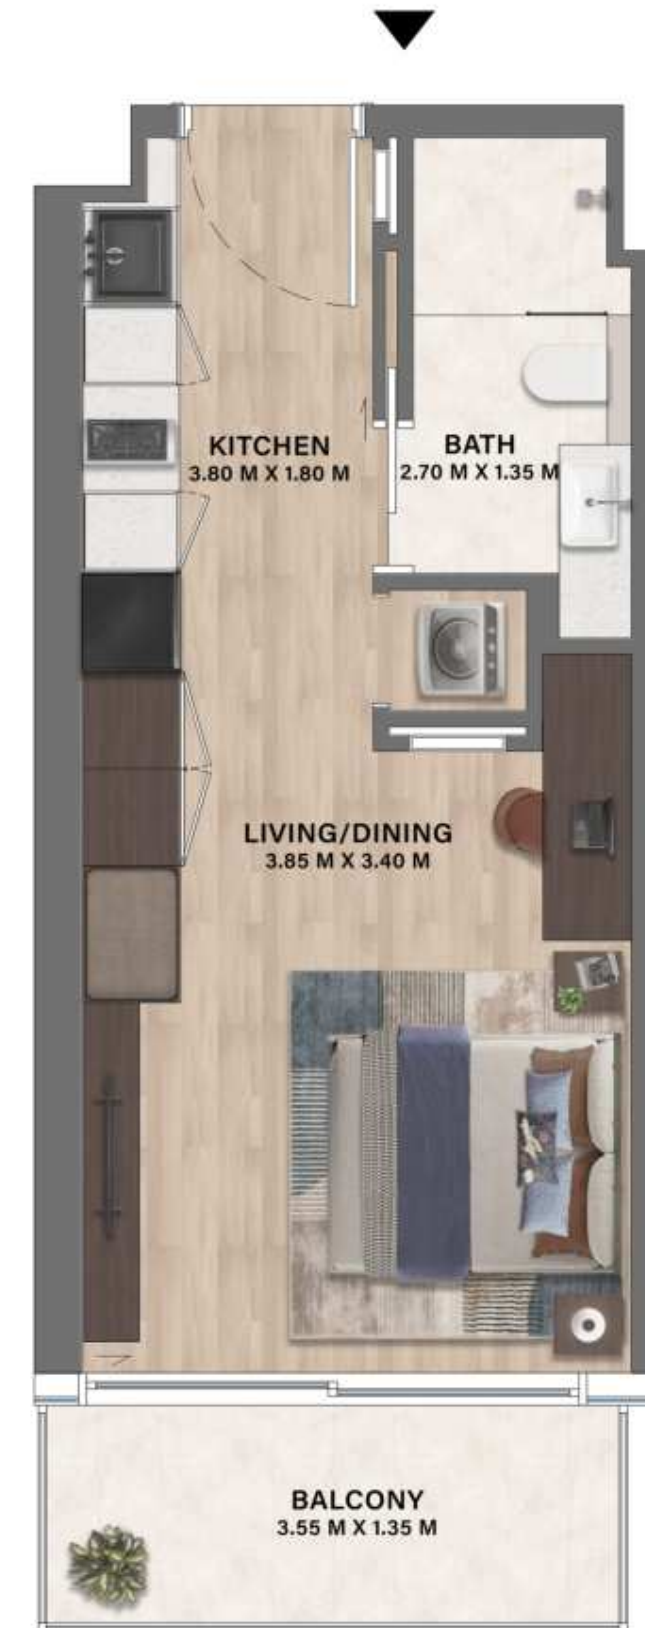 KITCHEN
3.80 M X 1.80 M
BATH
2.70 M X 1.35 M
LIVING/DINING
3.85 M X 3.40 M
BALCONY
3.55 M X 1.35 M